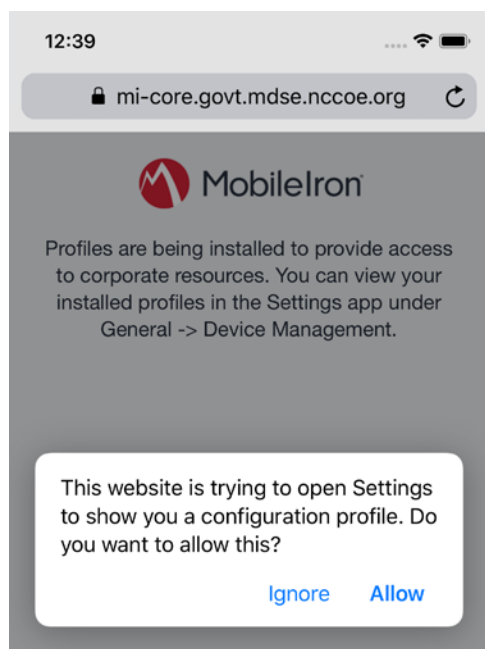 12:39
mi-core.govt.mdse.nccoe.org
MobileIron
Profiles are being installed to provide access
to corporate resources. You can view your
installed profiles in the Settings app under
General -> Device Management.
This website is trying to open Settings
to show you a configuration profile. Do
you want to allow this?
Ignore Allow